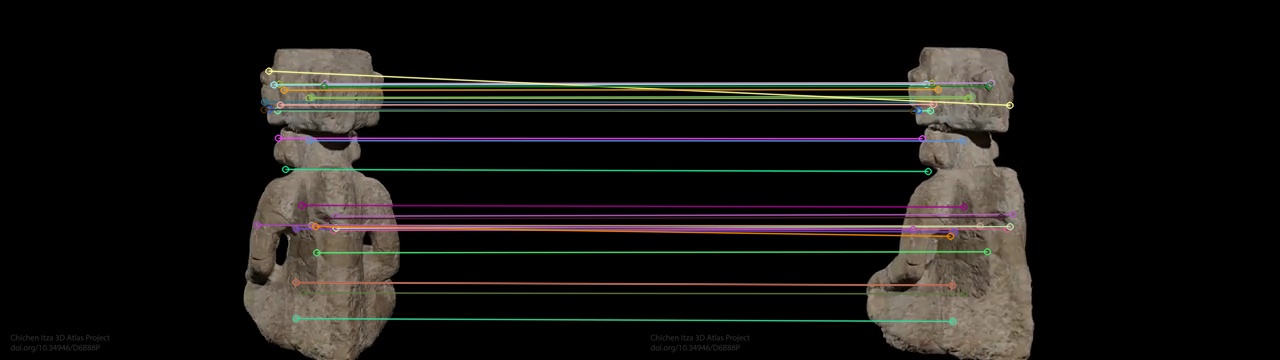 Chichen Itza 3D Atlas Project
doi.org/10.34946/D6B88P
Chichen Itza 3D Atlas Project
doi.org/10.34946/D6B88P